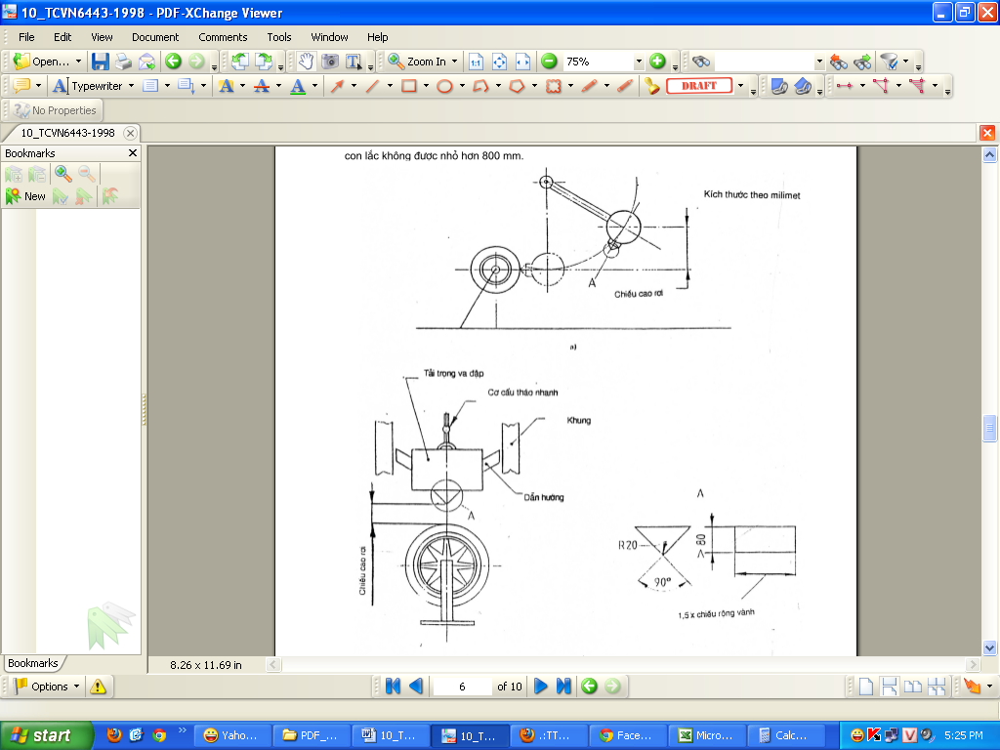 10_TCVN6443-1998 - PDF-XChange Viewer
File Edit View Document Comments Tools Window Help
Open... Zoom In 75%
Typewriter DRAFT
No Properties
10_TCVN6443-1998
Bookmarks
New
con lắc không được nhỏ hơn 800 mm.
Kích thước theo milimet
A
Chiều cao rơi
a)
Tải trọng va đập
Cơ cấu tháo nhanh
Khung
Dẫn hướng
A
Chiều cao rơi
A
R20
> 80
90°
1,5 x chiều rộng vành
Bookmarks
8.26 x 11.69 in
Options
6 of 10
start Yaho... PDF_... 10_T... 10_T... .:TT... Face... Micro... Calc... 5:25 PM